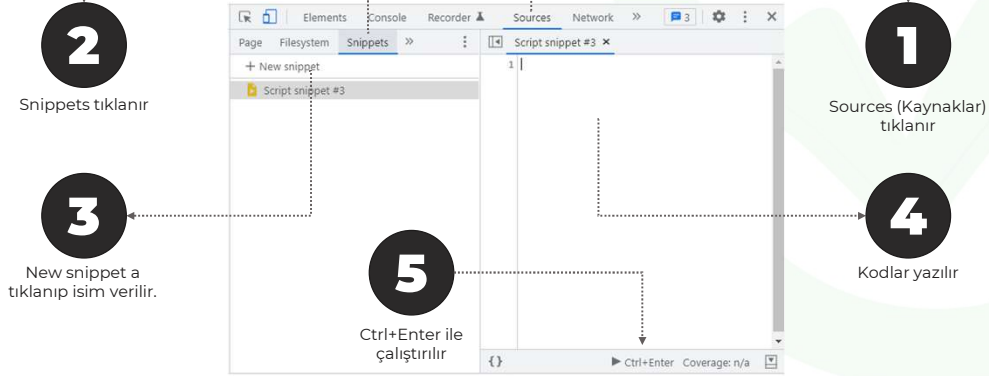 Elements Console Recorder Sources Network » 3
Page Filesystem Snippets »
Script snippet #3 ×
+ New snippet
Script snippet #3
1
{ } Ctrl+Enter Coverage: n/a
1
Sources (Kaynaklar)
tıklanır
2
Snippets tıklanır
3
New snippet a
tıklanıp isim verilir.
4
Kodlar yazılır
5
Ctrl+Enter ile
çalıştırılır